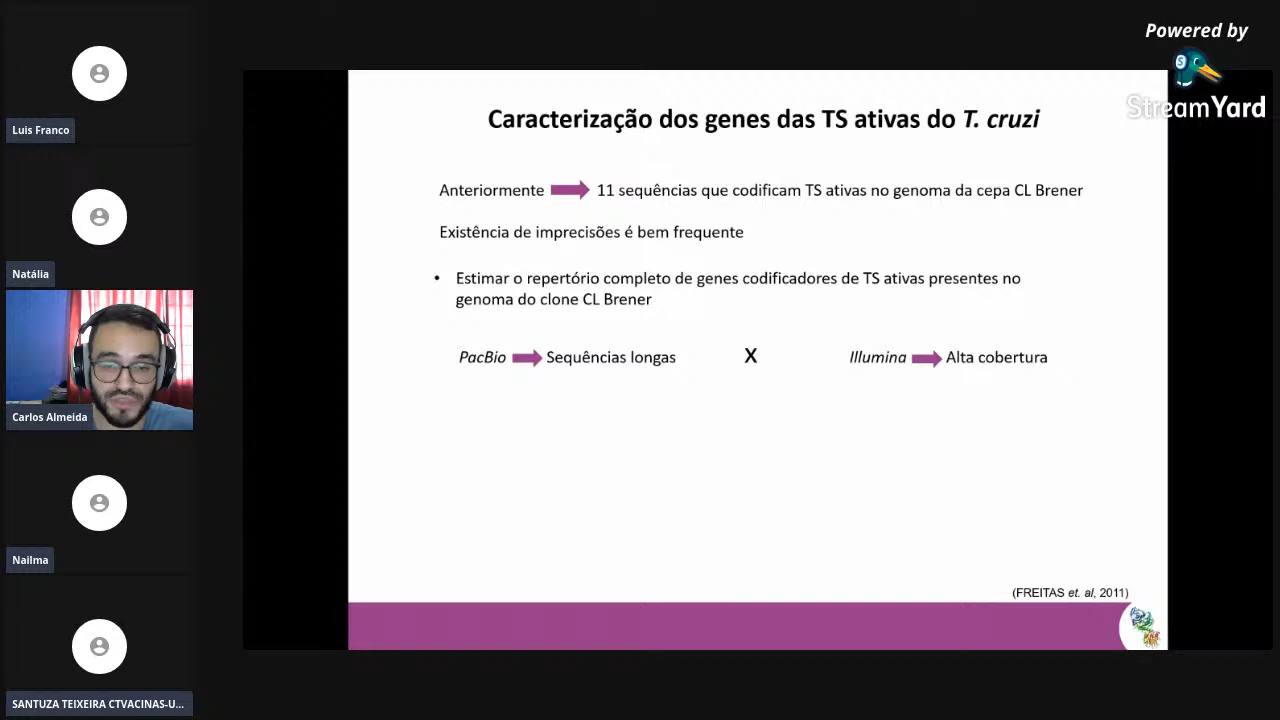 Powered by
StreamYard
Luis Franco
Natália
Carlos Almeida
Nailma
SANTUZA TEIXEIRA CTVACINAS-U...
Caracterização dos genes das TS ativas do T. cruzi
Anteriormente 11 sequências que codificam TS ativas no genoma da cepa CL Brener
Existência de imprecisões é bem frequente
• Estimar o repertório completo de genes codificadores de TS ativas presentes no
genoma do clone CL Brener
PacBio Sequências longas X Illumina Alta cobertura
(FREITAS et. al, 2011)